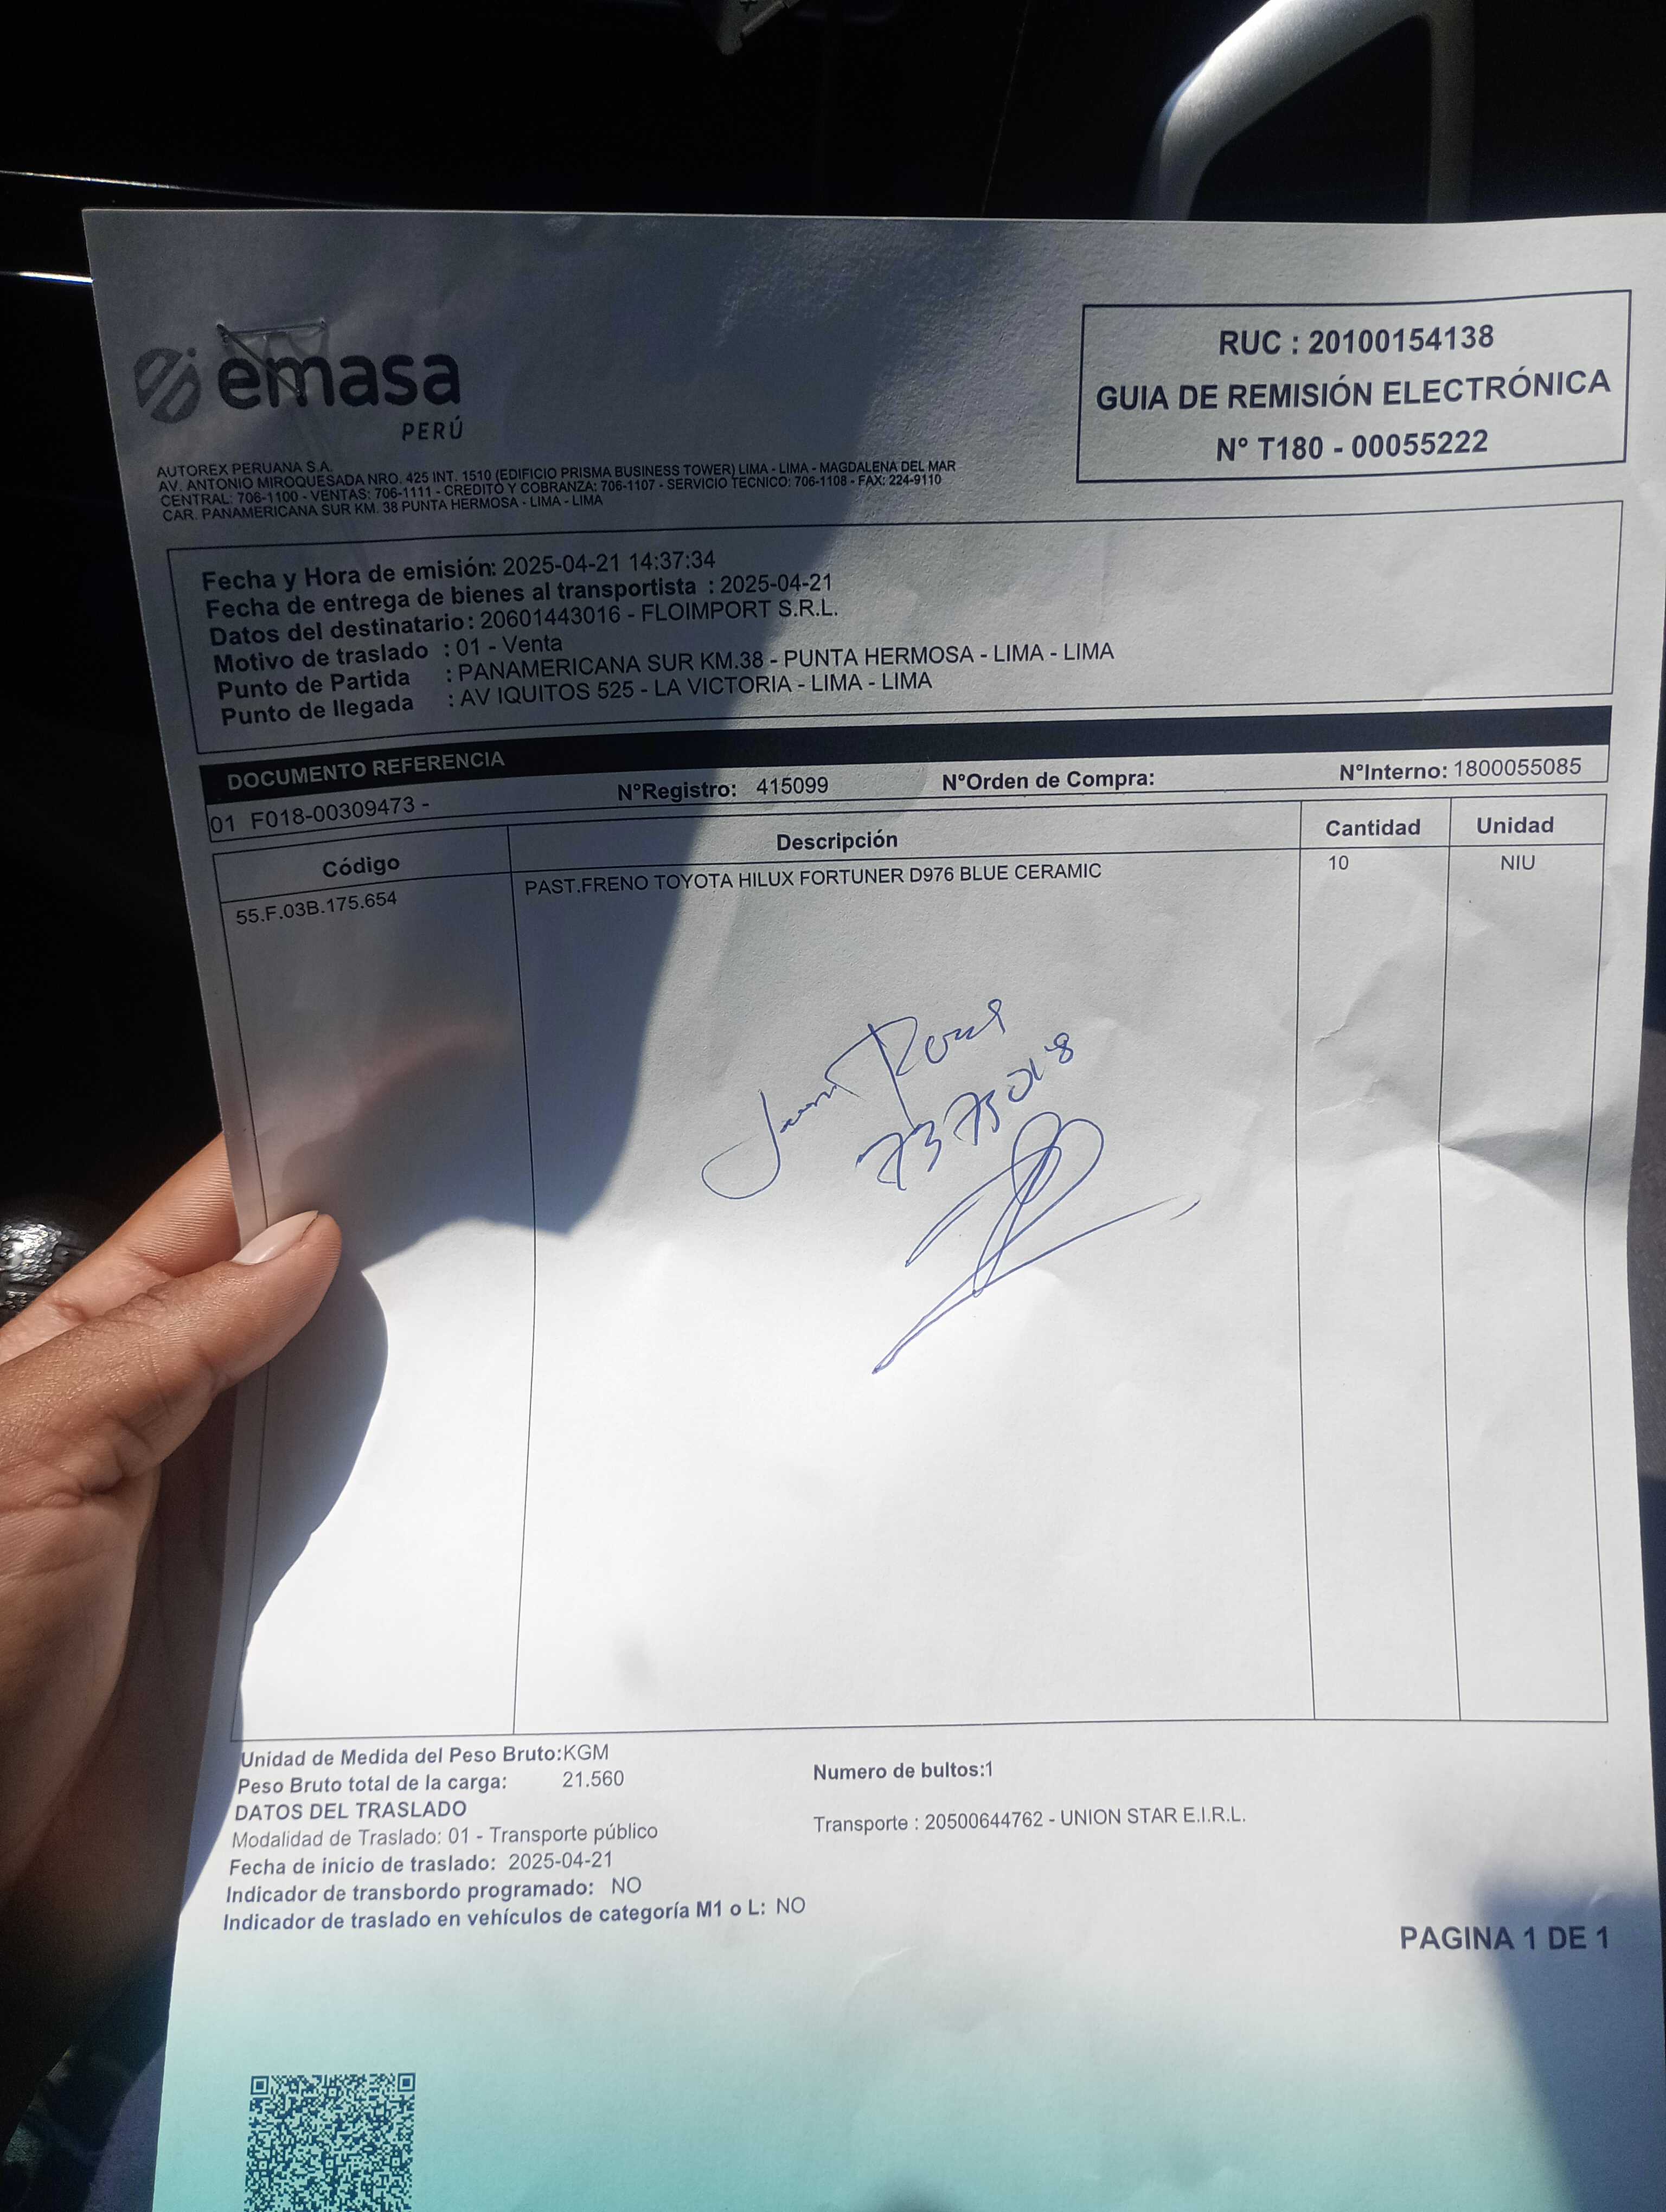 emasa
PERÚ
RUC : 20100154138
GUIA DE REMISIÓN ELECTRÓNICA
N° T180 - 00055222
AUTOREX PERUANA S.A.
AV. ANTONIO MIROQUESADA NRO. 425 INT. 1510 (EDIFICIO PRISMA BUSINESS TOWER) LIMA - LIMA - MAGDALENA DEL MAR
CENTRAL: 706-1100 - VENTAS: 706-1111 - CREDITO Y COBRANZA: 706-1107 - SERVICIO TECNICO: 706-1108 - FAX: 224-9110
CAR. PANAMERICANA SUR KM. 38 PUNTA HERMOSA - LIMA - LIMA
Fecha y Hora de emisión: 2025-04-21 14:37:34
Fecha de entrega de bienes al transportista : 2025-04-21
Datos del destinatario: 20601443016 - FLOIMPORT S.R.L.
Motivo de traslado : 01 - Venta
Punto de Partida : PANAMERICANA SUR KM.38 - PUNTA HERMOSA - LIMA - LIMA
Punto de llegada : AV IQUITOS 525 - LA VICTORIA - LIMA - LIMA
DOCUMENTO REFERENCIA
01 F018-00309473 - N°Registro: 415099 N°Orden de Compra: N°Interno: 1800055085
Código Descripción Cantidad Unidad
55.F.03B.175.654 PAST.FRENO TOYOTA HILUX FORTUNER D976 BLUE CERAMIC 10 NIU
7375018
Unidad de Medida del Peso Bruto:KGM
Peso Bruto total de la carga: 21.560 Numero de bultos:1
DATOS DEL TRASLADO
Modalidad de Traslado: 01 - Transporte público Transporte : 20500644762 - UNION STAR E.I.R.L.
Fecha de inicio de traslado: 2025-04-21
Indicador de transbordo programado: NO
Indicador de traslado en vehículos de categoría M1 o L: NO
PAGINA 1 DE 1